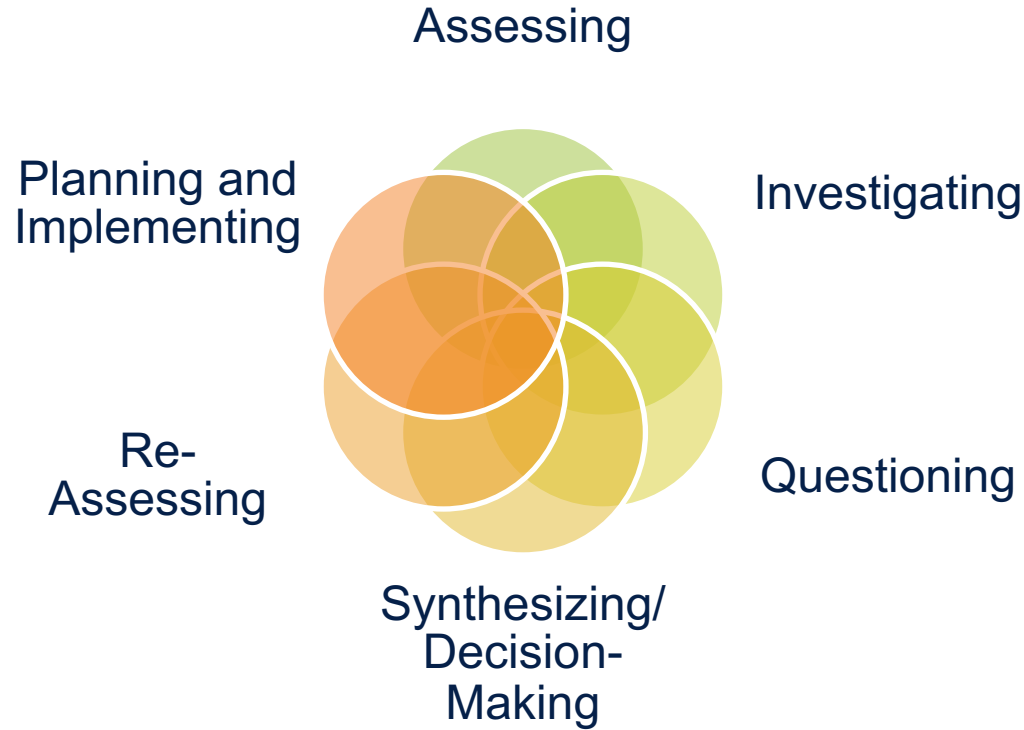 Assessing
Planning and
Implementing
Investigating
Re-
Assessing
Questioning
Synthesizing/
Decision-
Making